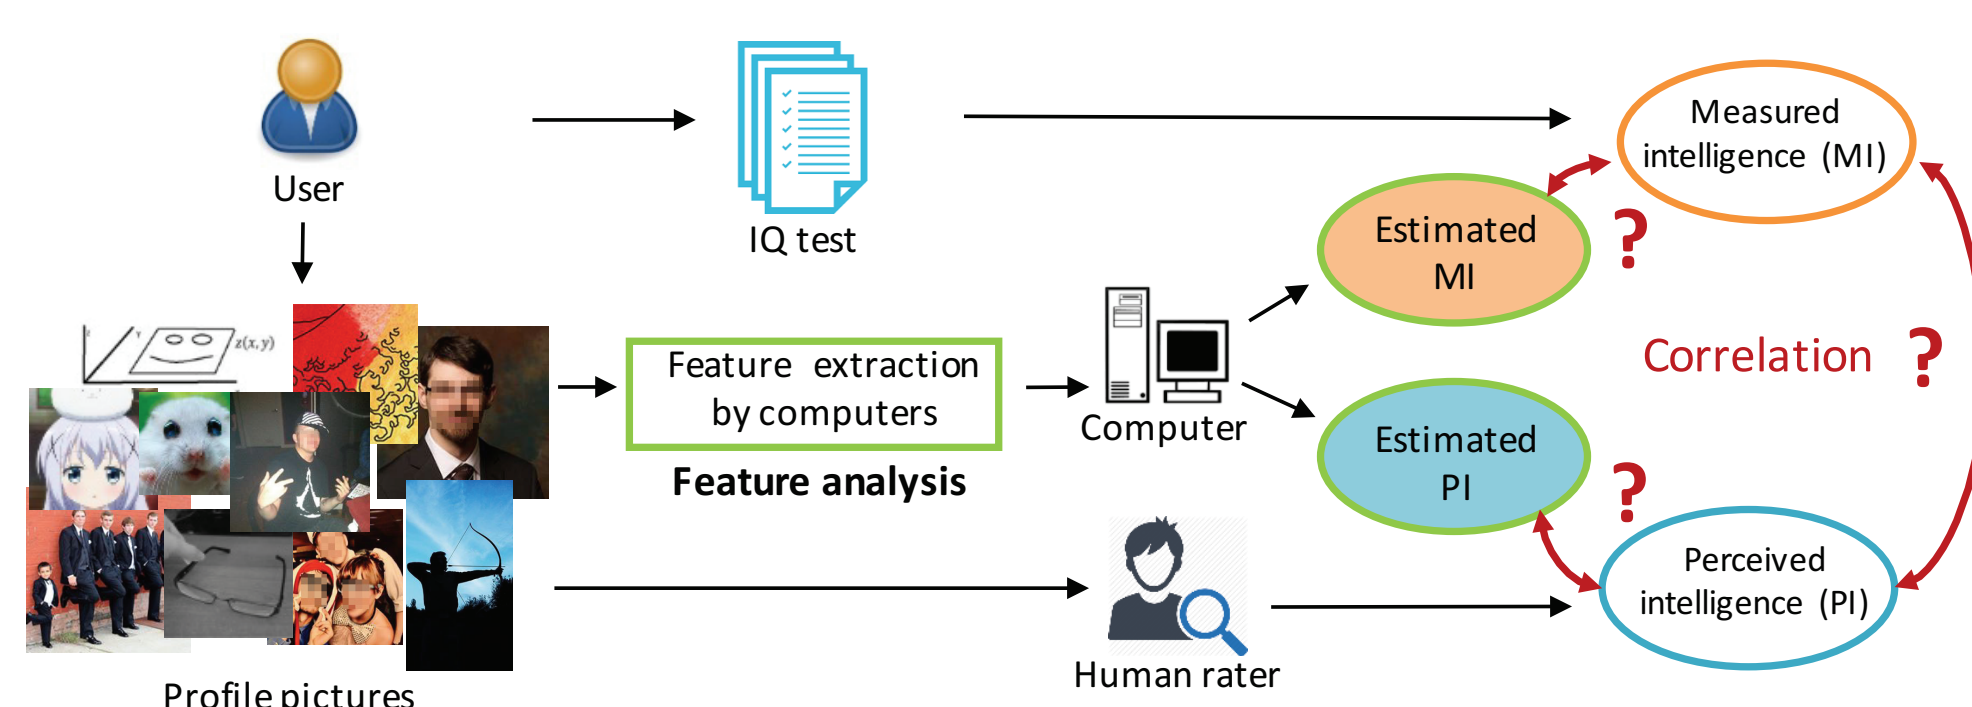 User
IQ test
Measured
intelligence (MI)
Estimated
MI
?
z(x,y)
Feature extraction
by computers
Feature analysis
Computer
Correlation ?
Estimated
PI
?
Perceived
intelligence (PI)
Human rater
Profile pictures